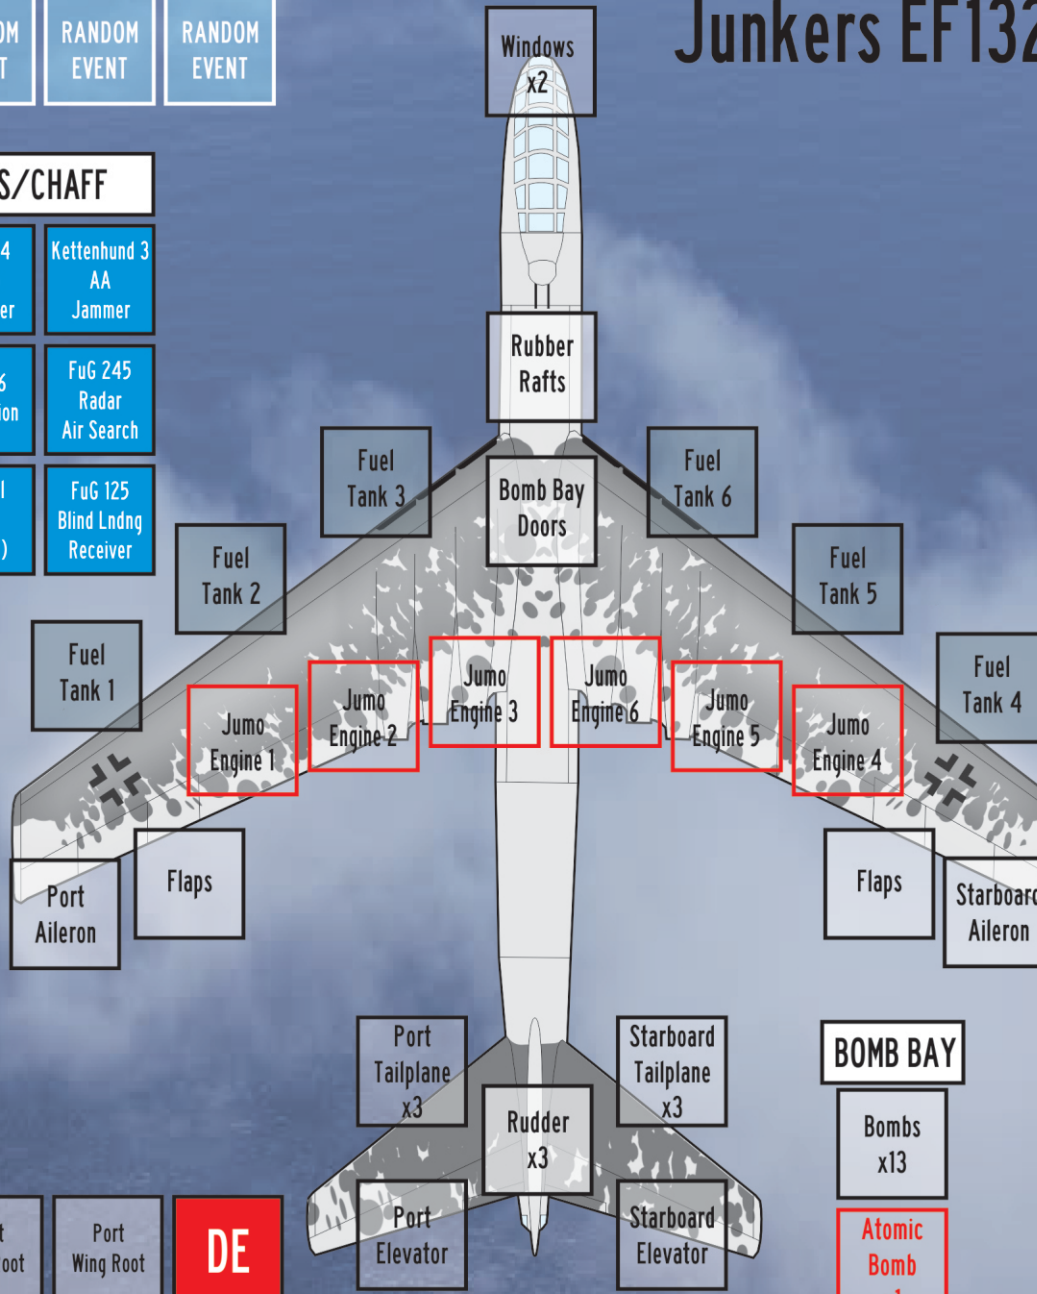 Junkers EF132
RANDOM
EVENT
RANDOM
EVENT
Windows
x2
/CHAFF
Kettenhund 3
AA
Jammer
FuG 245
Radar
Air Search
FuG 125
Blind Lndng
Receiver
Rubber
Rafts
Fuel
Tank 3
Fuel
Tank 6
Bomb Bay
Doors
Fuel
Tank 2
Fuel
Tank 5
Fuel
Tank 1
Fuel
Tank 4
Jumo
Engine 1
Jumo
Engine 2
Jumo
Engine 3
Jumo
Engine 6
Jumo
Engine 5
Jumo
Engine 4
Port
Aileron
Flaps
Flaps
Starboard
Aileron
Port
Tailplane
x3
Starboard
Tailplane
x3
Rudder
x3
Port
Elevator
Starboard
Elevator
BOMB BAY
Bombs
x13
Atomic
Bomb
Port
Wing Root
DE